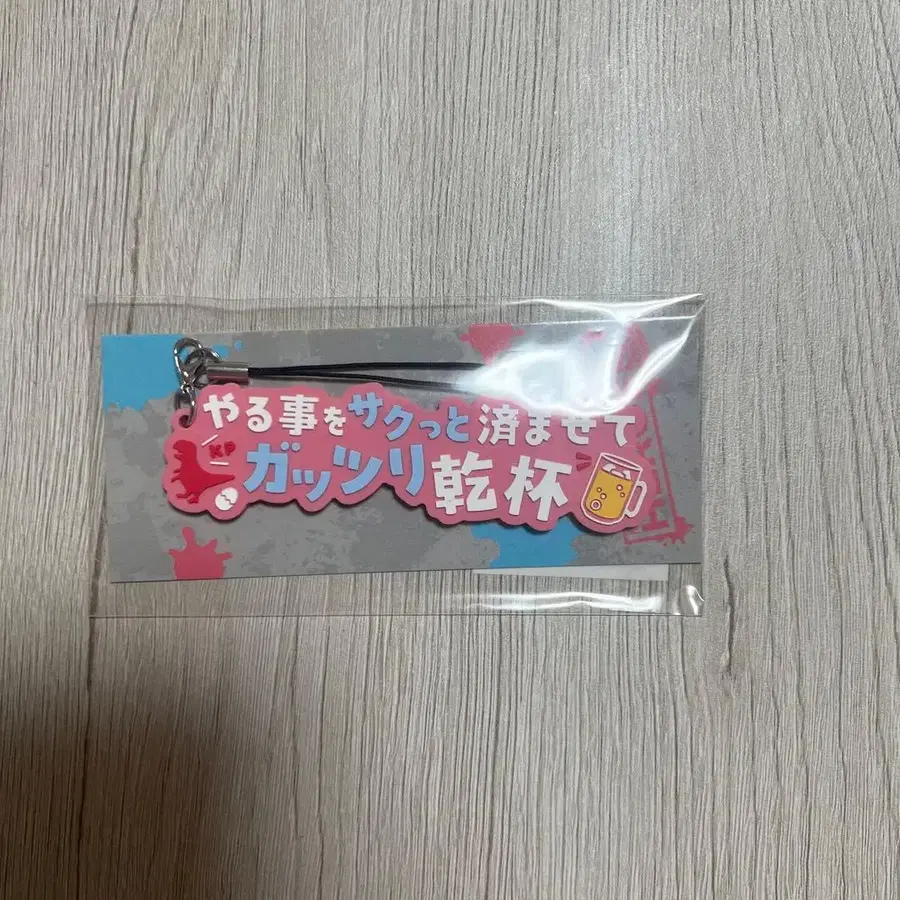 やる事をサクっと済ませて
KP
ガッツリ乾杯